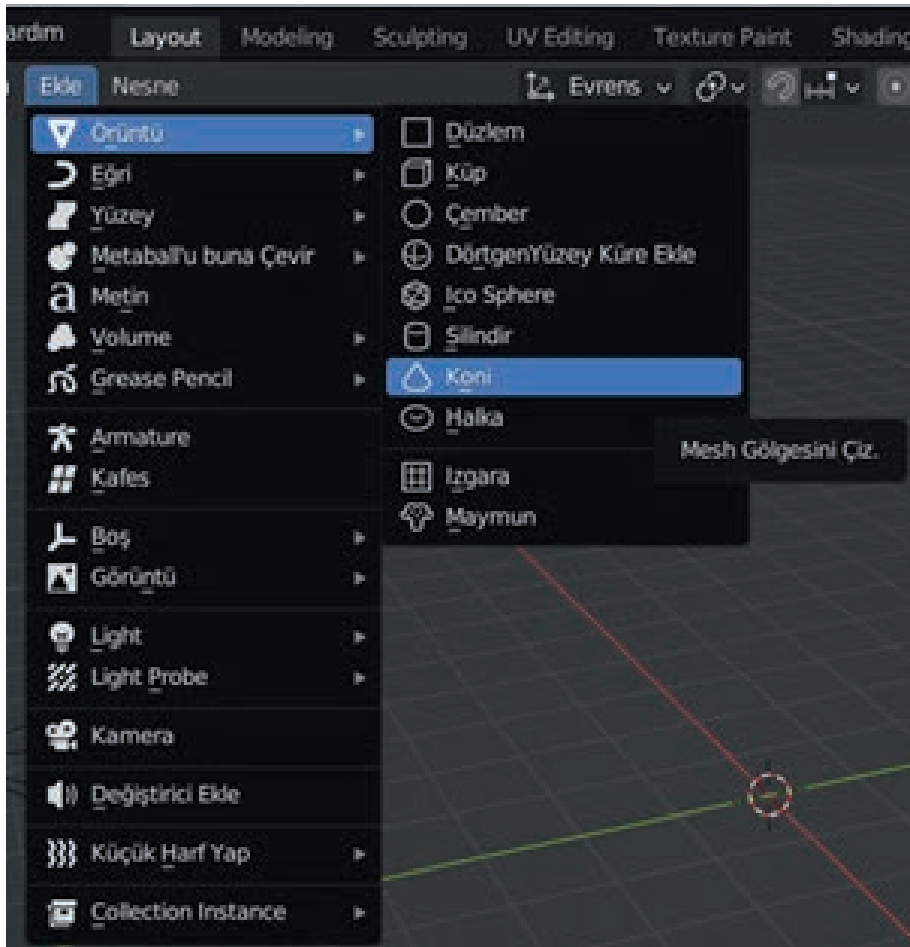 ardım Layout Modeling Sculpting UV Editing Texture Paint Shading
Ekle Nesne Evrens
Örüntü
Eğri
Yüzey
Metaball'u buna Çevir
Metin
Volume
Grease Pencil
Armature
Kafes
Boş
Görüntü
Light
Light Probe
Kamera
Değiştirici Ekle
Küçük Harf Yap
Collection Instance
Düzlem
Küp
Çember
DörtgenYüzey Küre Ekle
Ico Sphere
Silindir
Koni
Halka
Izgara
Maymun
Mesh Gölgesini Çiz.